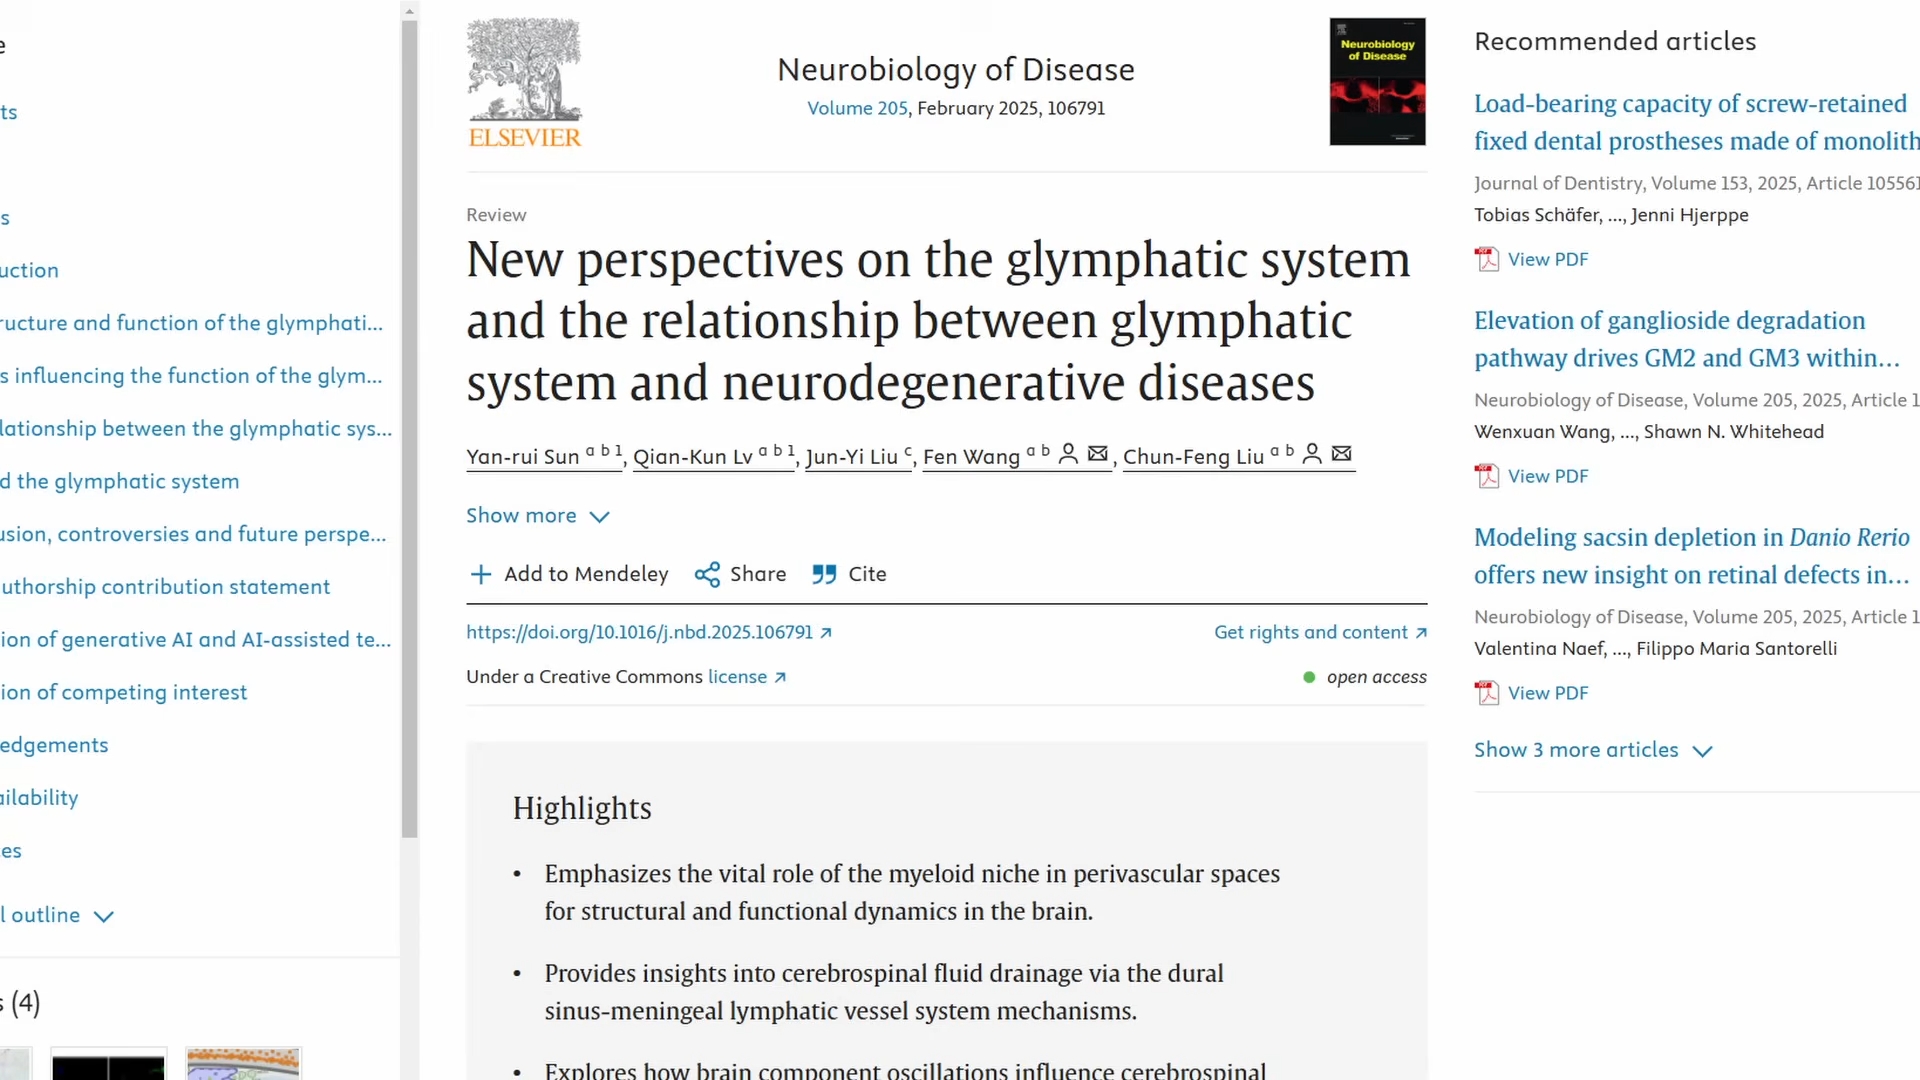 e
ts
s
uction
ructure and function of the glymphati...
s influencing the function of the glym...
lationship between the glymphatic sys...
d the glymphatic system
usion, controversies and future perspe...
uthorship contribution statement
ion of generative AI and AI-assisted te...
ion of competing interest
edgements
ailability
es
l outline
s (4)
ELSEVIER
Neurobiology of Disease
Volume 205, February 2025, 106791
Neurobiology
of Disease
Review
New perspectives on the glymphatic system
and the relationship between glymphatic
system and neurodegenerative diseases
Yan-rui Sun a b 1, Qian-Kun Lv a b 1, Jun-Yi Liu c, Fen Wang a b, Chun-Feng Liu a b
Show more
Add to Mendeley Share Cite
https://doi.org/10.1016/j.nbd.2025.106791 Get rights and content
Under a Creative Commons license open access
Highlights
• Emphasizes the vital role of the myeloid niche in perivascular spaces
for structural and functional dynamics in the brain.
• Provides insights into cerebrospinal fluid drainage via the dural
sinus-meningeal lymphatic vessel system mechanisms.
• Explores how brain component oscillations influence cerebrospinal
Recommended articles
Load-bearing capacity of screw-retained
fixed dental prostheses made of monolith
Journal of Dentistry, Volume 153, 2025, Article 105561
Tobias Schäfer, ..., Jenni Hjerppe
View PDF
Elevation of ganglioside degradation
pathway drives GM2 and GM3 within...
Neurobiology of Disease, Volume 205, 2025, Article 1
Wenxuan Wang, ..., Shawn N. Whitehead
View PDF
Modeling sacsin depletion in Danio Rerio
offers new insight on retinal defects in...
Neurobiology of Disease, Volume 205, 2025, Article 1
Valentina Naef, ..., Filippo Maria Santorelli
View PDF
Show 3 more articles